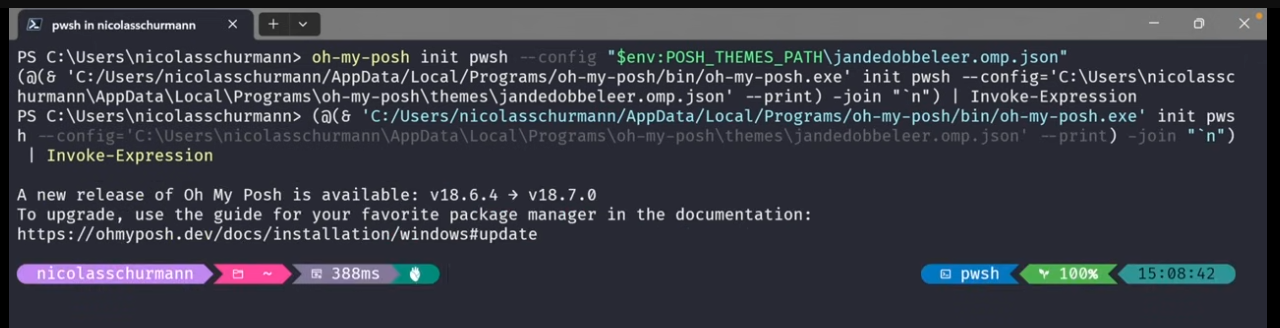 pwsh in nicolasschurmann
PS C:\Users\nicolasschurmann> oh-my-posh init pwsh --config "$env:POSH_THEMES_PATH\jandedobbeleer.omp.json"
(@(& 'C:/Users/nicolasschurmann/AppData/Local/Programs/oh-my-posh/bin/oh-my-posh.exe' init pwsh --config='C:\Users\nicolassc
hurmann\AppData\Local\Programs\oh-my-posh\themes\jandedobbeleer.omp.json' --print) -join "`n") | Invoke-Expression
PS C:\Users\nicolasschurmann> (@(& 'C:/Users/nicolasschurmann/AppData/Local/Programs/oh-my-posh/bin/oh-my-posh.exe' init pws
h --config='C:\Users\nicolasschurmann\AppData\Local\Programs\oh-my-posh\themes\jandedobbeleer.omp.json' --print) -join "`n")
| Invoke-Expression
A new release of Oh My Posh is available: v18.6.4 → v18.7.0
To upgrade, use the guide for your favorite package manager in the documentation:
https://ohmyposh.dev/docs/installation/windows#update
nicolasschurmann ~ 388ms pwsh 100% 15:08:42